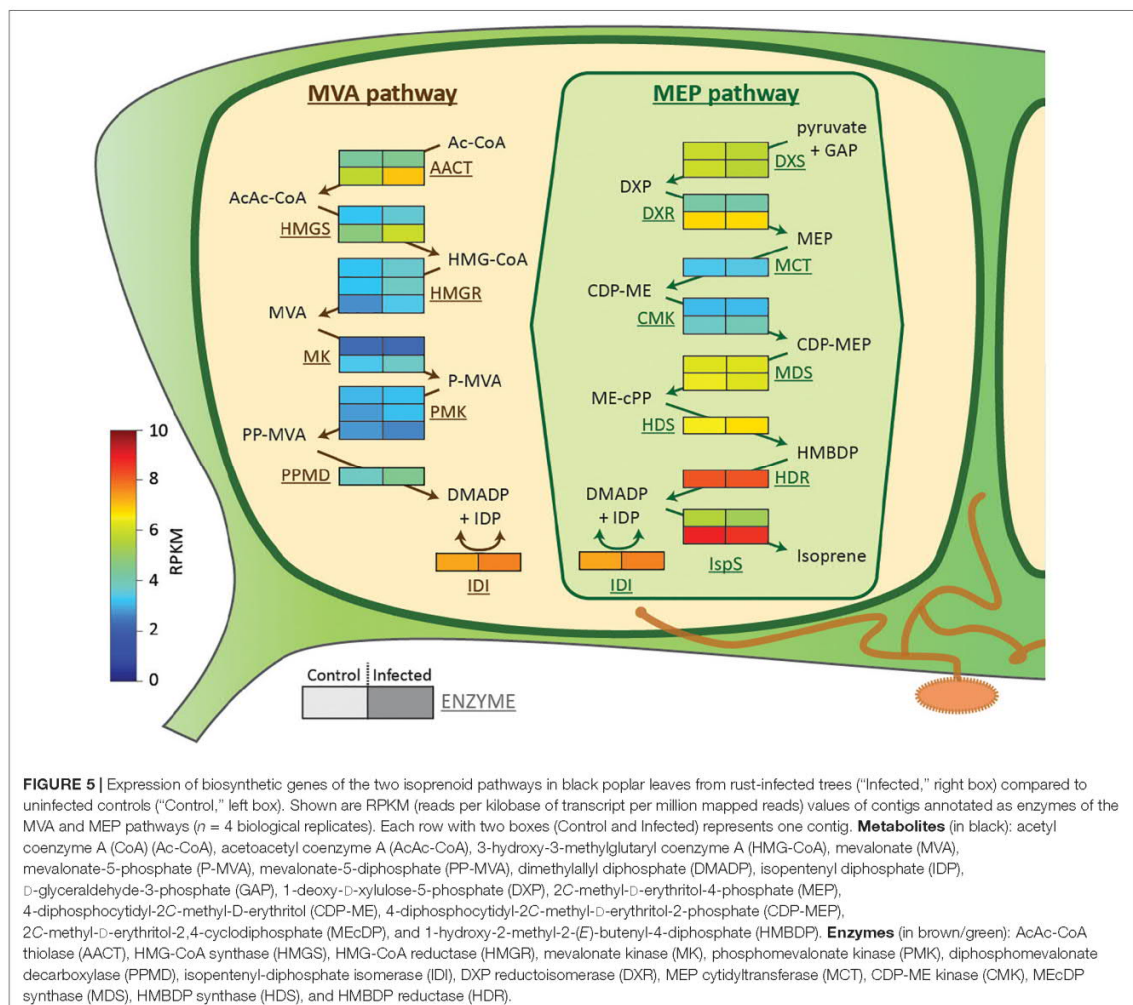 MVA pathway
Ac-CoA
AACT
AcAc-CoA
HMGS
HMG-CoA
HMGR
MVA
MK
P-MVA
PMK
PP-MVA
PPMD
DMADP
+ IDP
IDI
MEP pathway
pyruvate
+ GAP
DXS
DXP
DXR
MEP
MCT
CDP-ME
CMK
CDP-MEP
MDS
ME-cPP
HDS
HMBDP
HDR
DMADP
+ IDP
IspS
Isoprene
IDI
10
8
6
4
2
0
RPKM
Control Infected
ENZYME
FIGURE 5 | Expression of biosynthetic genes of the two isoprenoid pathways in black poplar leaves from rust-infected trees (“Infected,” right box) compared to
uninfected controls (“Control,” left box). Shown are RPKM (reads per kilobase of transcript per million mapped reads) values of contigs annotated as enzymes of the
MVA and MEP pathways (n = 4 biological replicates). Each row with two boxes (Control and Infected) represents one contig. Metabolites (in black): acetyl
coenzyme A (CoA) (Ac-CoA), acetoacetyl coenzyme A (AcAc-CoA), 3-hydroxy-3-methylglutaryl coenzyme A (HMG-CoA), mevalonate (MVA),
mevalonate-5-phosphate (P-MVA), mevalonate-5-diphosphate (PP-MVA), dimethylallyl diphosphate (DMADP), isopentenyl diphosphate (IDP),
D-glyceraldehyde-3-phosphate (GAP), 1-deoxy-D-xylulose-5-phosphate (DXP), 2C-methyl-D-erythritol-4-phosphate (MEP),
4-diphosphocytidyl-2C-methyl-D-erythritol (CDP-ME), 4-diphosphocytidyl-2C-methyl-D-erythritol-2-phosphate (CDP-MEP),
2C-methyl-D-erythritol-2,4-cyclodiphosphate (MEcDP), and 1-hydroxy-2-methyl-2-(E)-butenyl-4-diphosphate (HMBDP). Enzymes (in brown/green): AcAc-CoA
thiolase (AACT), HMG-CoA synthase (HMGS), HMG-CoA reductase (HMGR), mevalonate kinase (MK), phosphomevalonate kinase (PMK), diphosphomevalonate
decarboxylase (PPMD), isopentenyl-diphosphate isomerase (IDI), DXP reductoisomerase (DXR), MEP cytidyltransferase (MCT), CDP-ME kinase (CMK), MEcDP
synthase (MDS), HMBDP synthase (HDS), and HMBDP reductase (HDR).